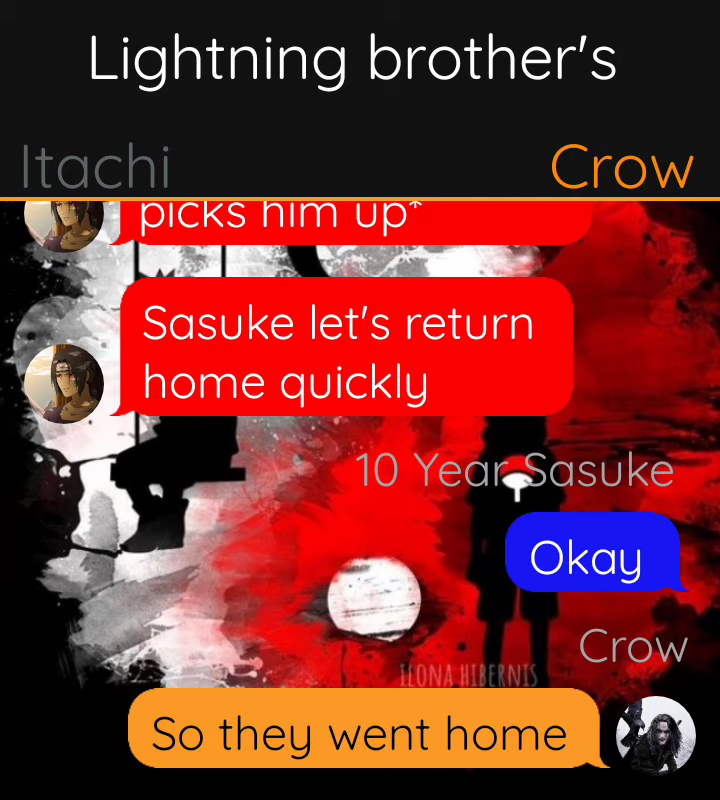 Lightning brother's
Itachi
Crow
picks him up*
Sasuke let's return
home quickly
10 Year Sasuke
Okay
Crow
ILONA HIBERNIS
So they went home